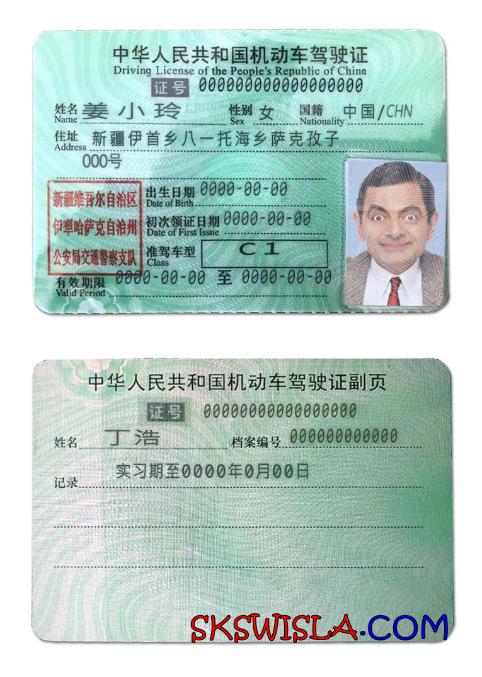 中华人民共和国机动车驾驶证
Driving License of the People's Republic of China
证号 000000000000000000
姓名 姜小玲 性别 女 国籍 中国/CHN
Name Sex Nationality
住址 新疆伊首乡八一托海乡萨克孜子
Address
000号
新疆维吾尔自治区
伊犁哈萨克自治州
公安局交通警察支队
出生日期 0000-00-00
Date of Birth
初次领证日期 0000-00-00
Date of First Issue
准驾车型 C1
Class
有效期限 0000-00-00 至 0000-00-00
Valid Period
中华人民共和国机动车驾驶证副页
证号 00000000000000000
姓名 丁浩 档案编号 000000000000
记录 实习期至0000年0月00日
SKSWISLA.COM